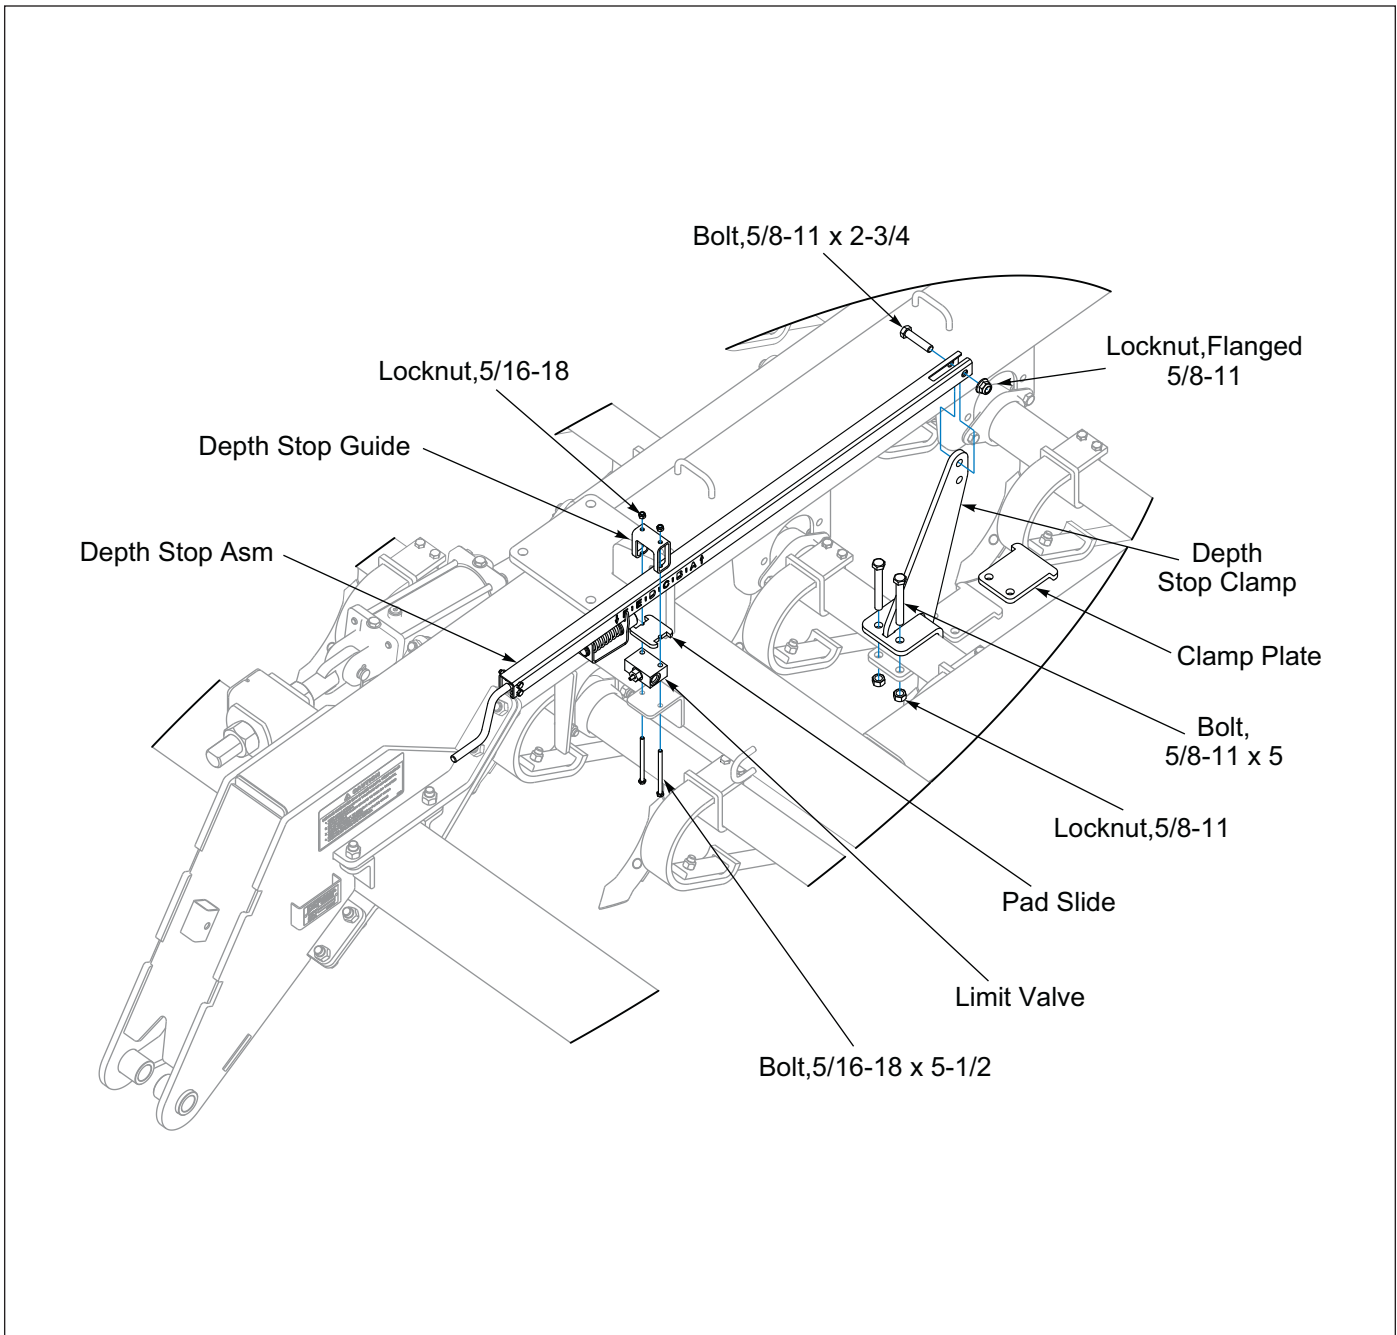 Bolt,5/8-11 x 2-3/4
Locknut,Flanged
5/8-11
Locknut,5/16-18
Depth Stop Guide
Depth Stop Asm
Depth
Stop Clamp
Clamp Plate
Bolt,
5/8-11 x 5
Locknut,5/8-11
Pad Slide
Limit Valve
Bolt,5/16-18 x 5-1/2